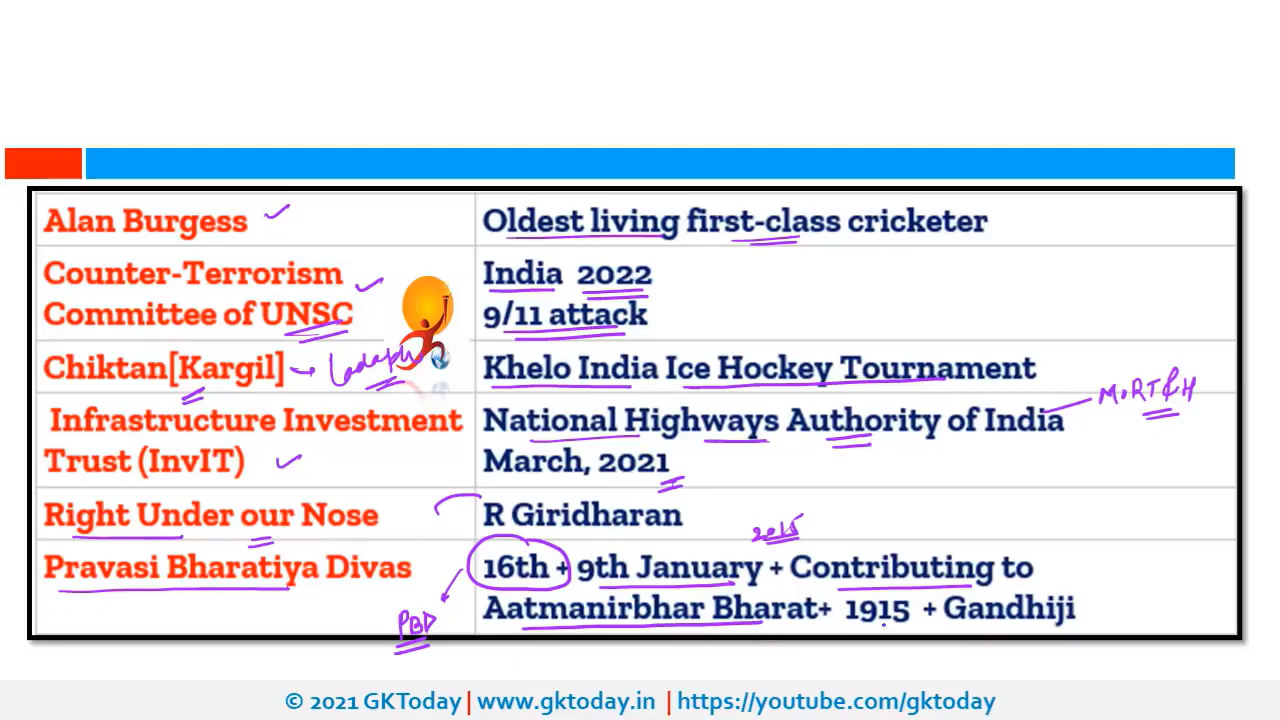 Alan Burgess
Oldest living first-class cricketer
Counter-Terrorism
Committee of UNSC
India 2022
9/11 attack
Chiktan[Kargil]
Ladakh
Khelo India Ice Hockey Tournament
Infrastructure Investment
Trust (InvIT)
National Highways Authority of India
March, 2021
MoRT&H
Right Under our Nose
R Giridharan
Pravasi Bharatiya Divas
2015
16th + 9th January + Contributing to
Aatmanirbhar Bharat+ 1915 + Gandhiji
PBD
© 2021 GKToday | www.gktoday.in | https://youtube.com/gktoday